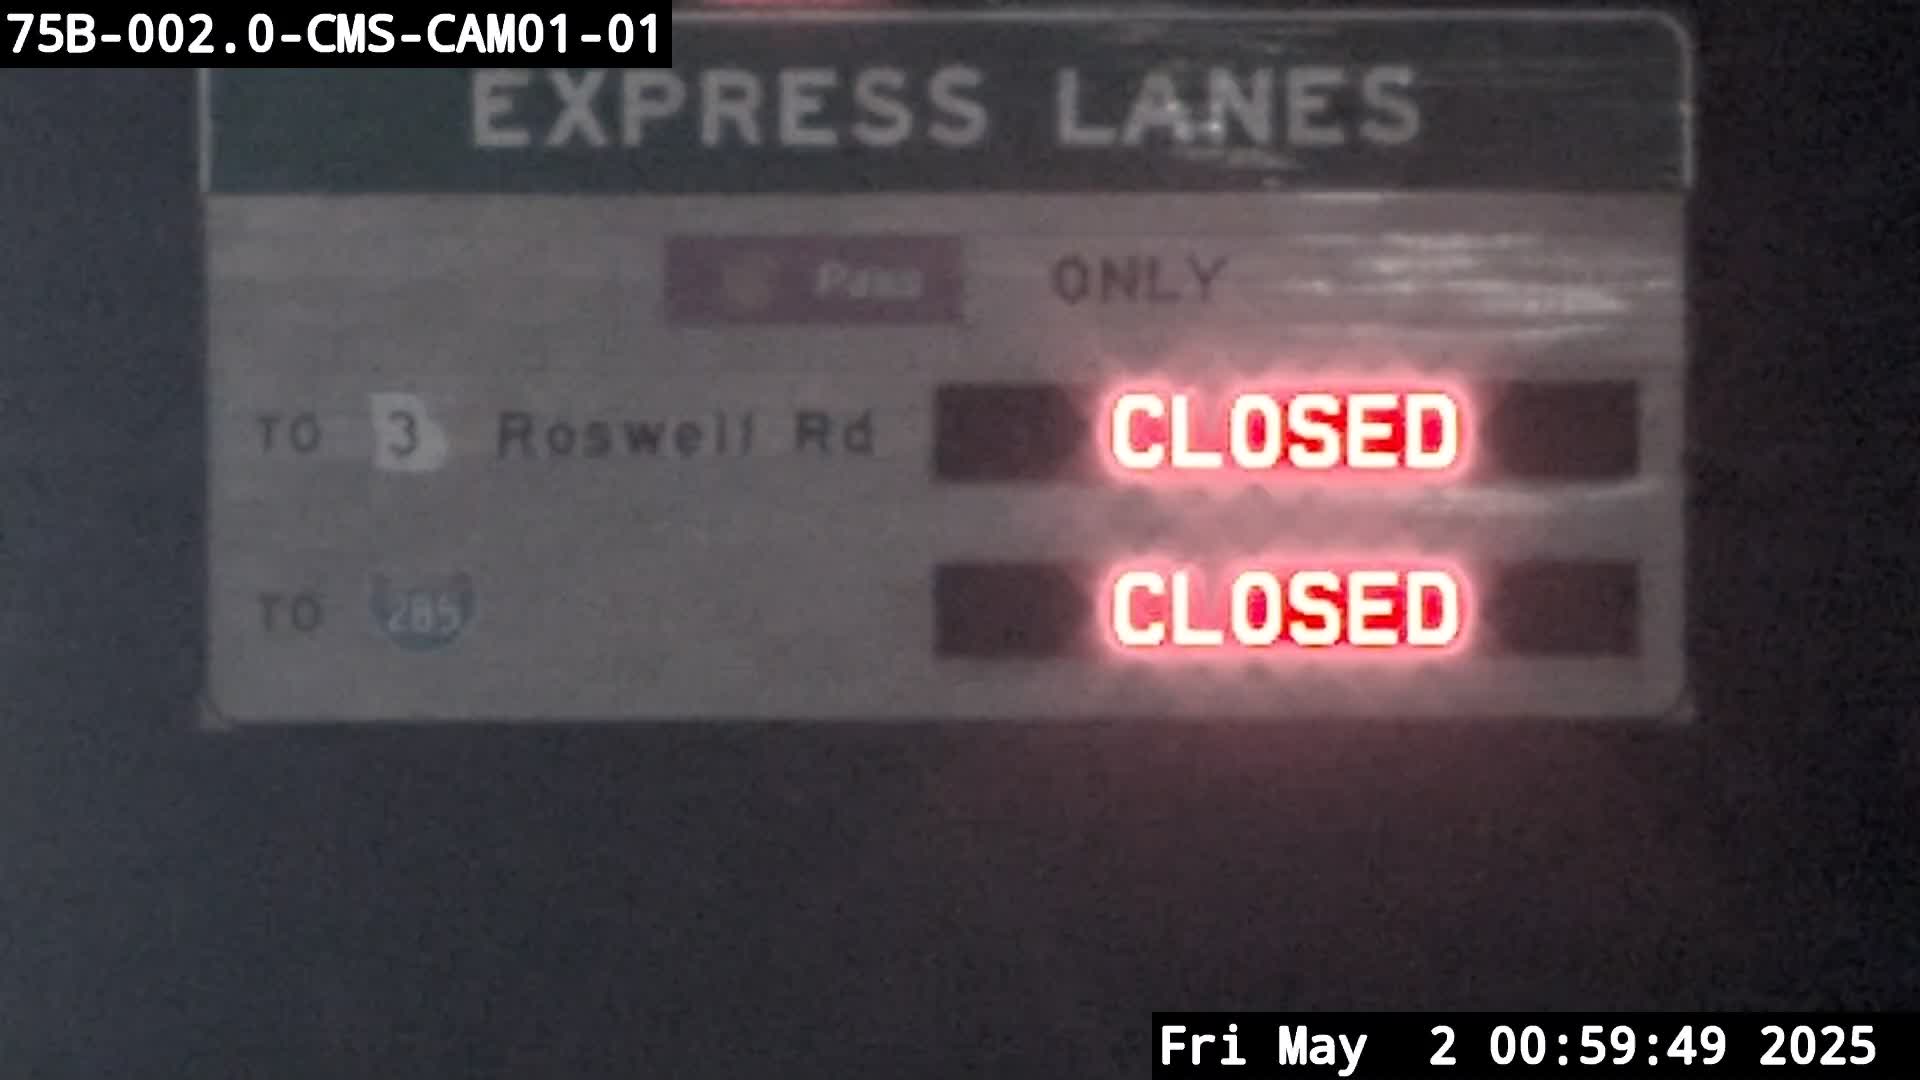 75B-002.0-CMS-CAM01-01
EXPRESS LANES
Pass ONLY
TO 3 Roswell Rd CLOSED
TO 285 CLOSED
Fri May 2 00:59:49 2025